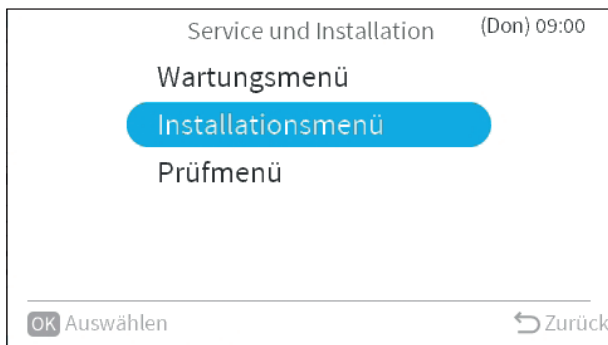 Service und Installation (Don) 09:00
Wartungsmenü
Installationsmenü
Prüfmenü
OK Auswählen Zurück